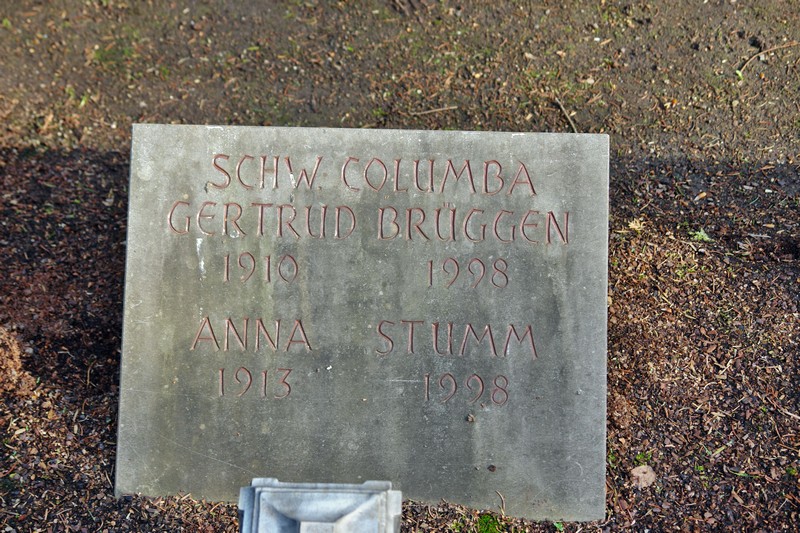 SCHW. COLUMBA
GERTRUD BRÜGGEN
1910 1998
ANNA STUMM
1913 1998